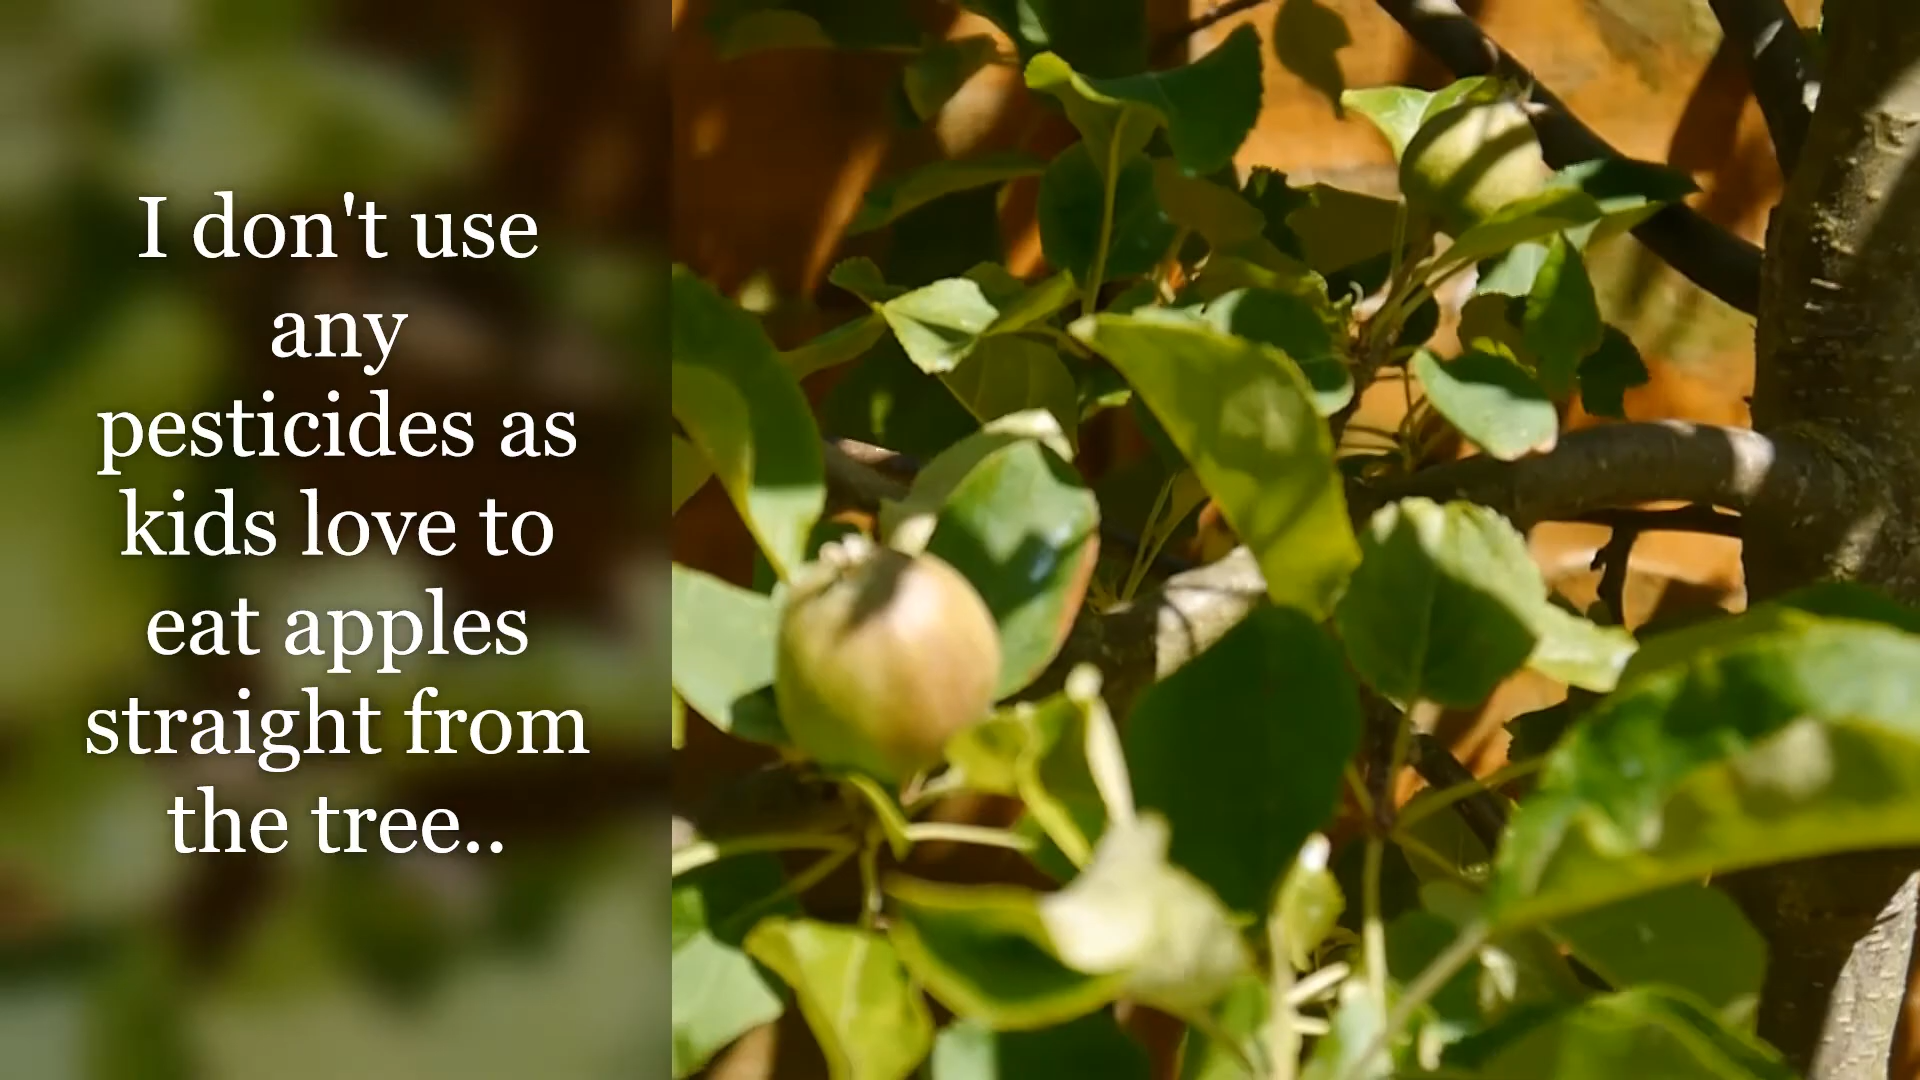 I don't use
any
pesticides as
kids love to
eat apples
straight from
the tree..